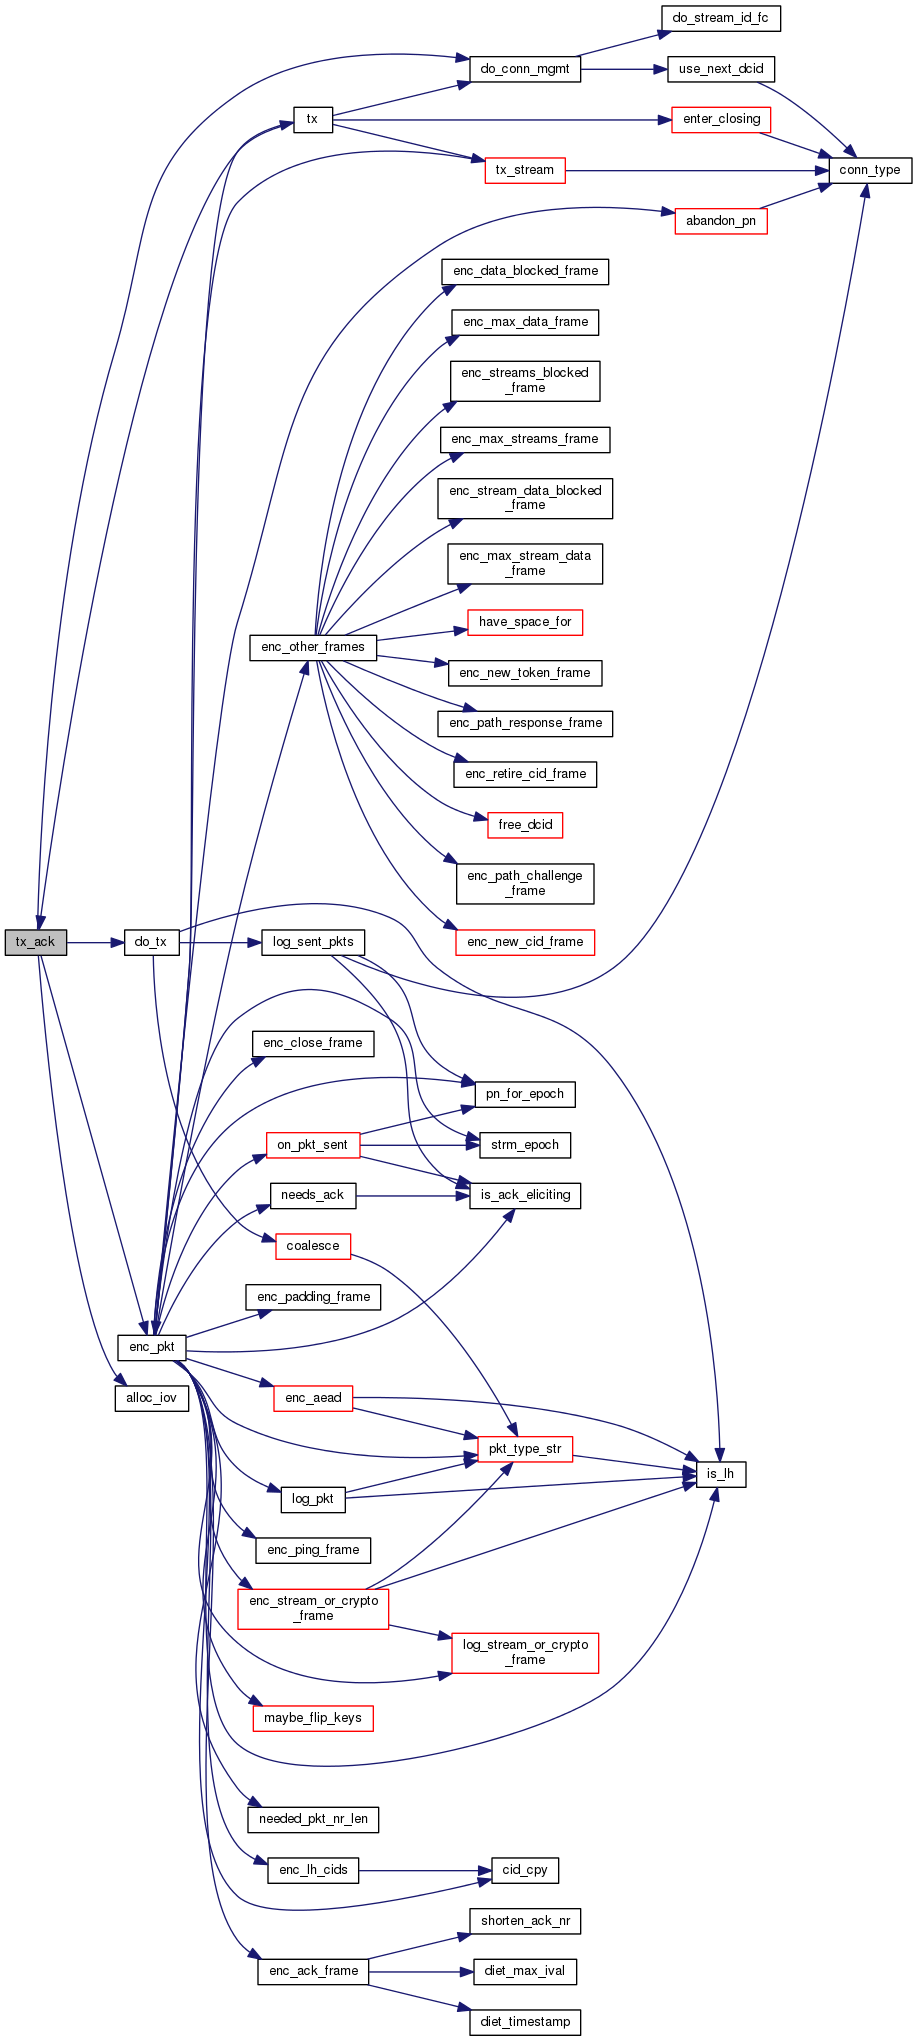 do_stream_id_fc
do_conn_mgmt
use_next_dcid
tx
enter_closing
tx_stream
conn_type
abandon_pn
enc_data_blocked_frame
enc_max_data_frame
enc_streams_blocked
_frame
enc_max_streams_frame
enc_stream_data_blocked
_frame
enc_max_stream_data
_frame
have_space_for
enc_other_frames
enc_new_token_frame
enc_path_response_frame
enc_retire_cid_frame
free_dcid
enc_path_challenge
_frame
tx_ack
do_tx
log_sent_pkts
enc_new_cid_frame
enc_close_frame
pn_for_epoch
on_pkt_sent
strm_epoch
needs_ack
is_ack_eliciting
coalesce
enc_padding_frame
enc_pkt
alloc_iov
enc_aead
pkt_type_str
is_lh
log_pkt
enc_ping_frame
enc_stream_or_crypto
_frame
log_stream_or_crypto
_frame
maybe_flip_keys
needed_pkt_nr_len
enc_lh_cids
cid_cpy
shorten_ack_nr
enc_ack_frame
diet_max_ival
diet_timestamp